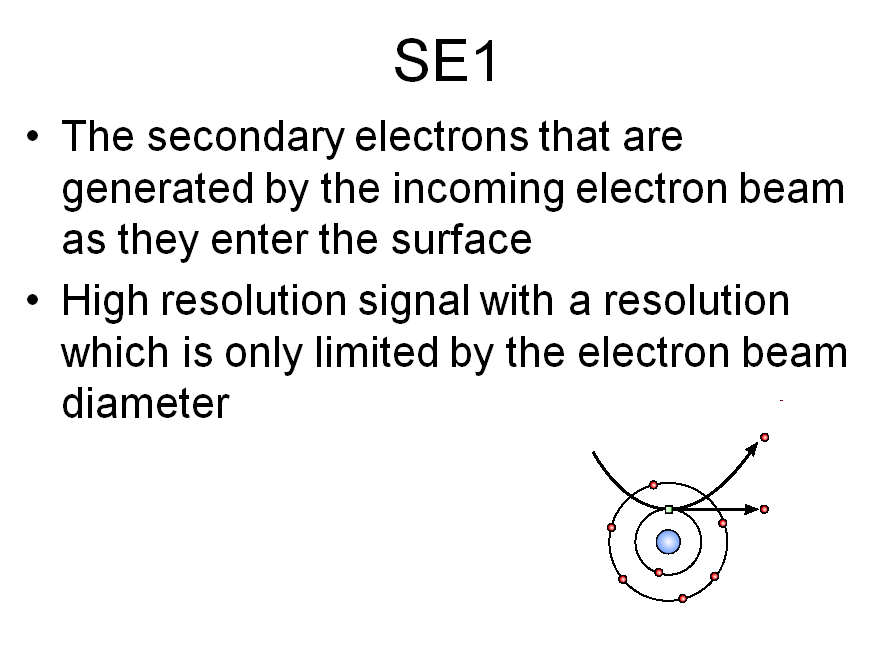 SE1
• The secondary electrons that are
generated by the incoming electron beam
as they enter the surface
• High resolution signal with a resolution
which is only limited by the electron beam
diameter